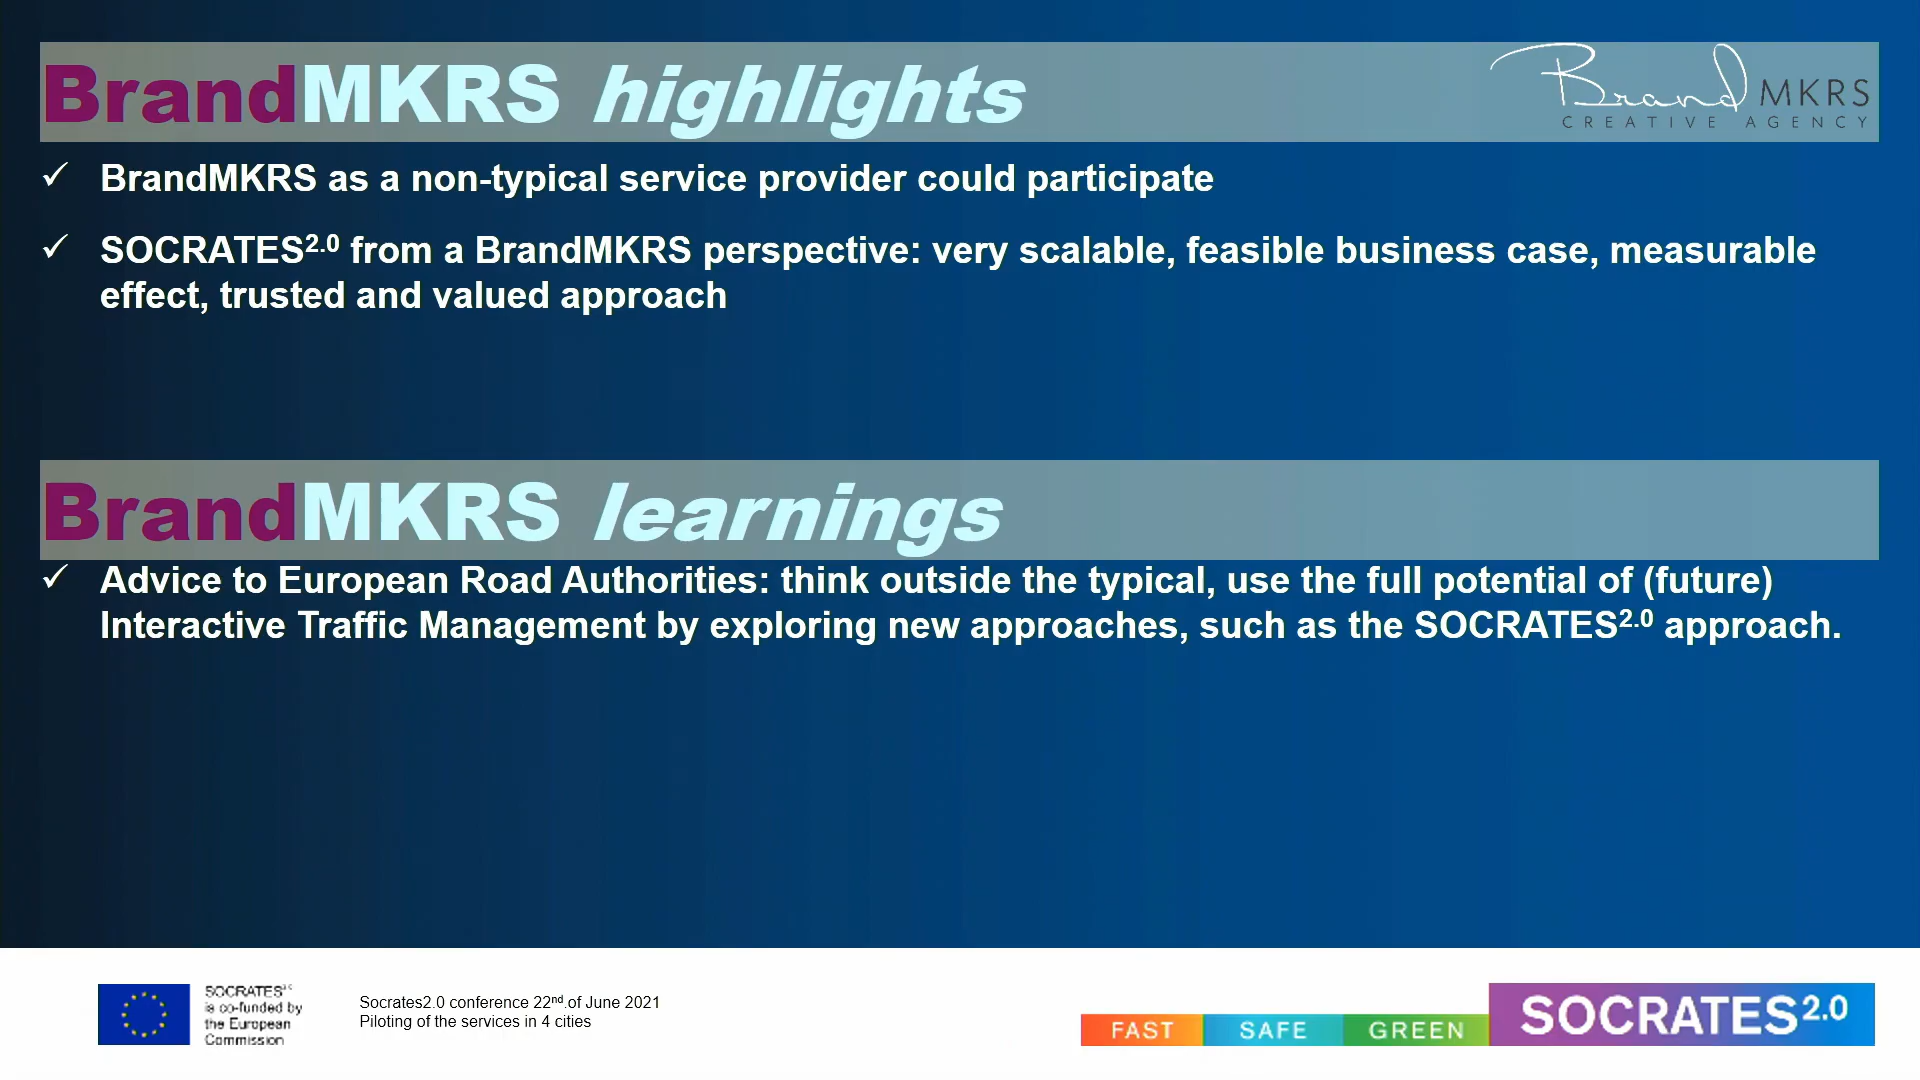 BrandMKRS highlights
Brand MKRS
CREATIVE AGENCY
✓ BrandMKRS as a non-typical service provider could participate
✓ SOCRATES2.0 from a BrandMKRS perspective: very scalable, feasible business case, measurable
effect, trusted and valued approach
BrandMKRS learnings
✓ Advice to European Road Authorities: think outside the typical, use the full potential of (future)
Interactive Traffic Management by exploring new approaches, such as the SOCRATES2.0 approach.
SOCRATES2.0
is co-funded by
the European
Commission
Socrates2.0 conference 22nd of June 2021
Piloting of the services in 4 cities
FAST SAFE GREEN SOCRATES2.0